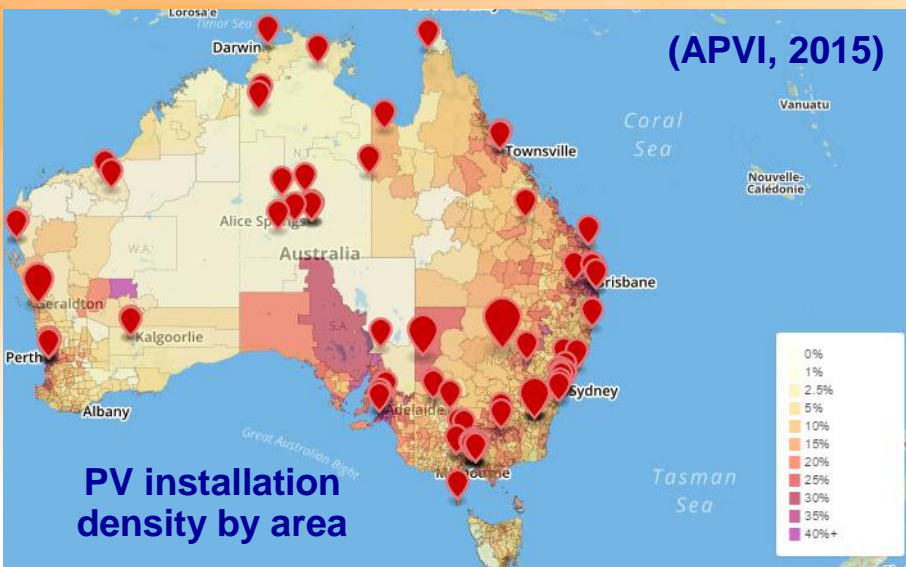 Lorosa'e
Timor Sea
Darwin
(APVI, 2015)
Vanuatu
Coral
Sea
Townsville
N.T.
Nouvelle-
Calédonie
Alice Springs
W.A.
Australia
Brisbane
Geraldton
S.A.
Kalgoorlie
Perth
Sydney
Albany
Adelaide
Great Australian Bight
PV installation
density by area
Tasman
Sea
0%
1%
2.5%
5%
10%
15%
20%
25%
30%
35%
40%+